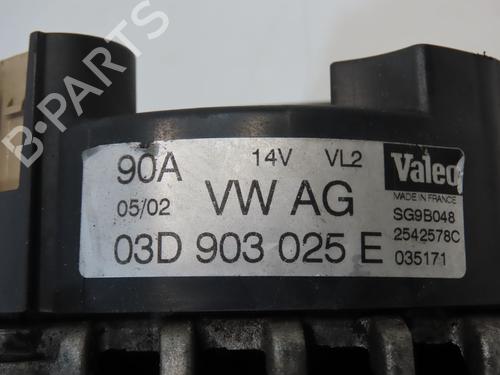 B-PARTS
90A 14V VL2 Valeo
MADE IN FRANCE
05/02 VW AG SG9B048
2542578C
03D 903 025 E 035171